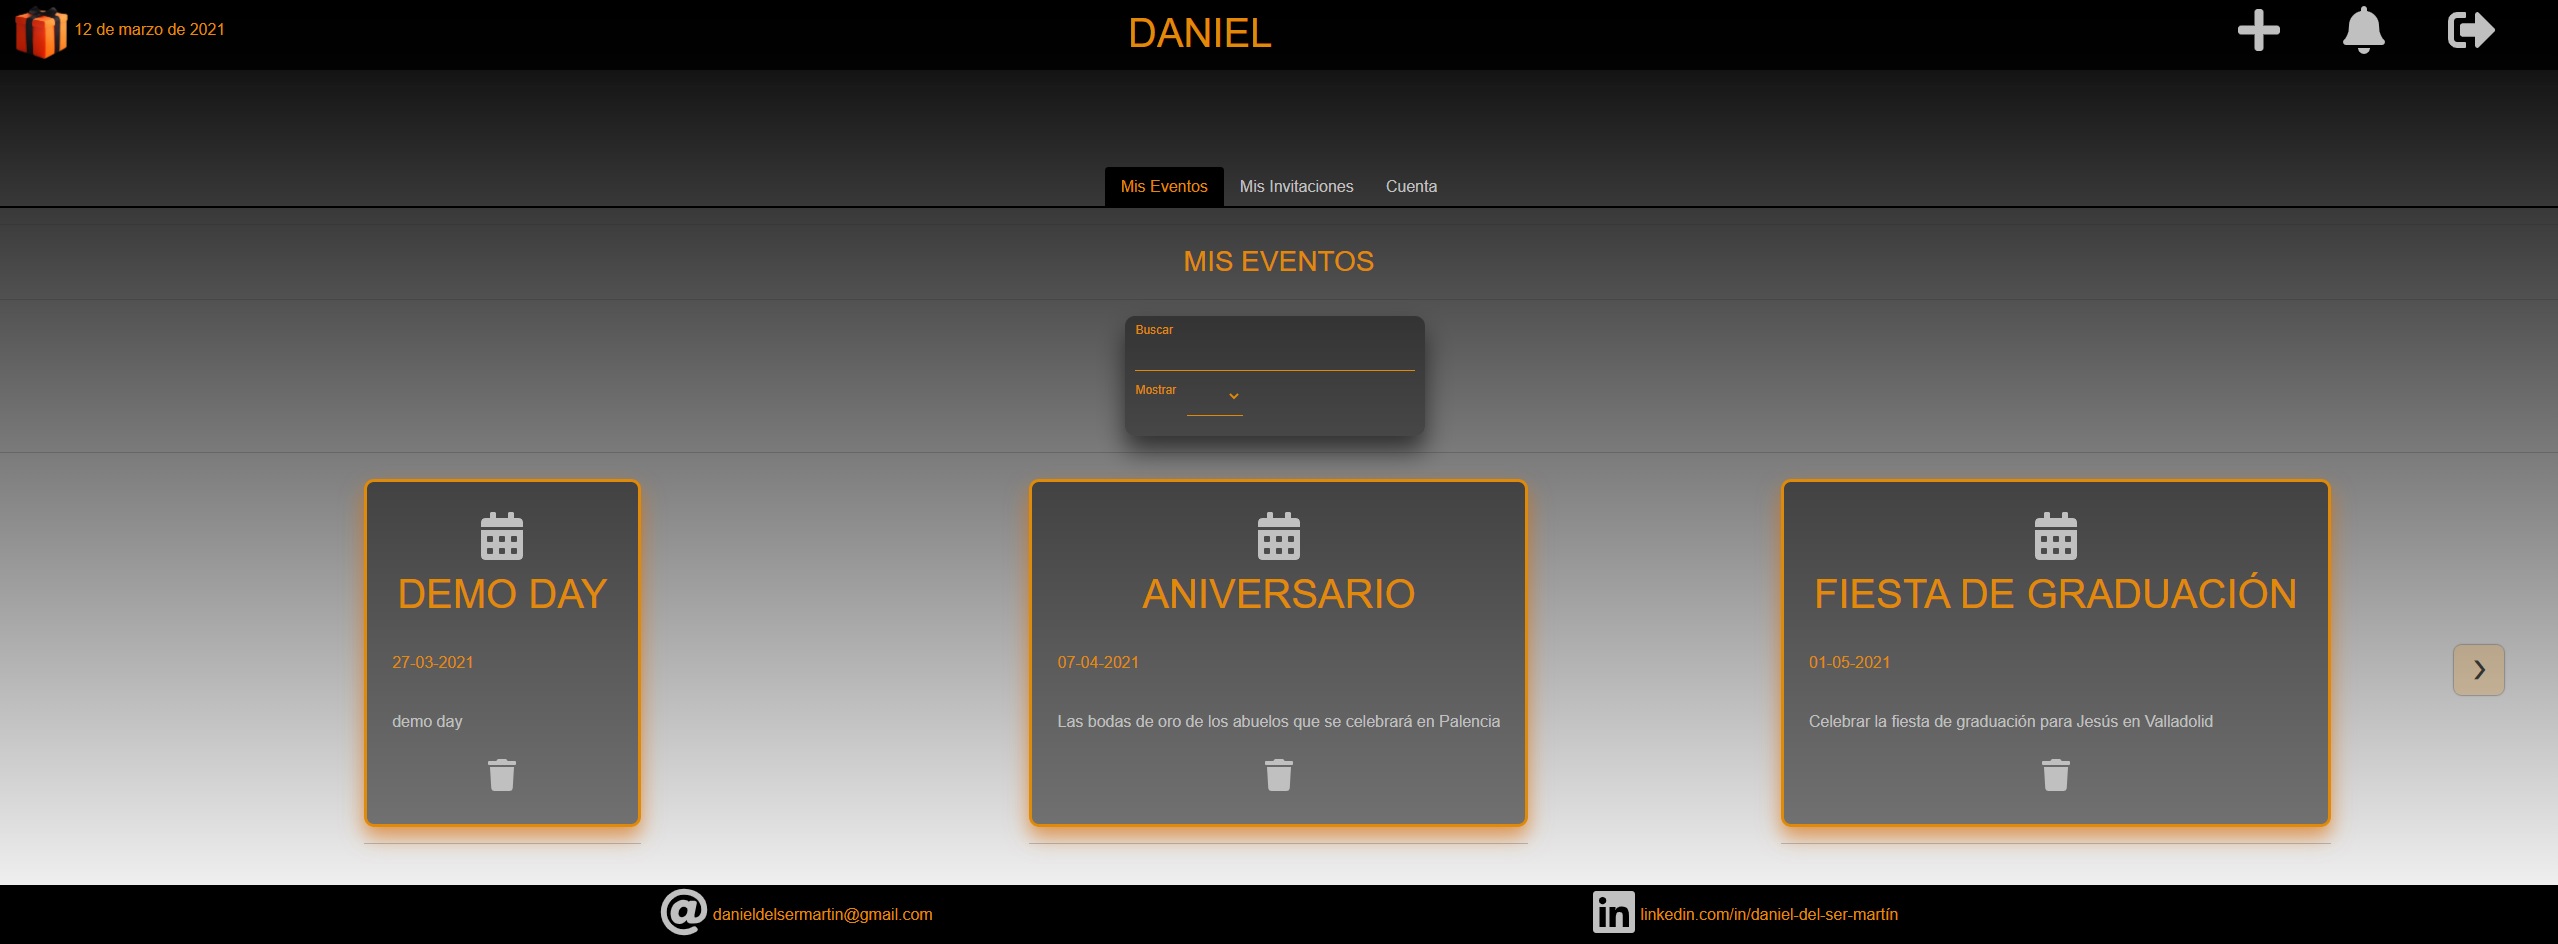 12 de marzo de 2021
DANIEL
Mis Eventos
Mis Invitaciones
Cuenta
MIS EVENTOS
Buscar
Mostrar
DEMO DAY
27-03-2021
demo day
ANIVERSARIO
07-04-2021
Las bodas de oro de los abuelos que se celebrará en Palencia
FIESTA DE GRADUACIÓN
01-05-2021
Celebrar la fiesta de graduación para Jesús en Valladolid
danieldelsermartin@gmail.com
linkedin.com/in/daniel-del-ser-martín